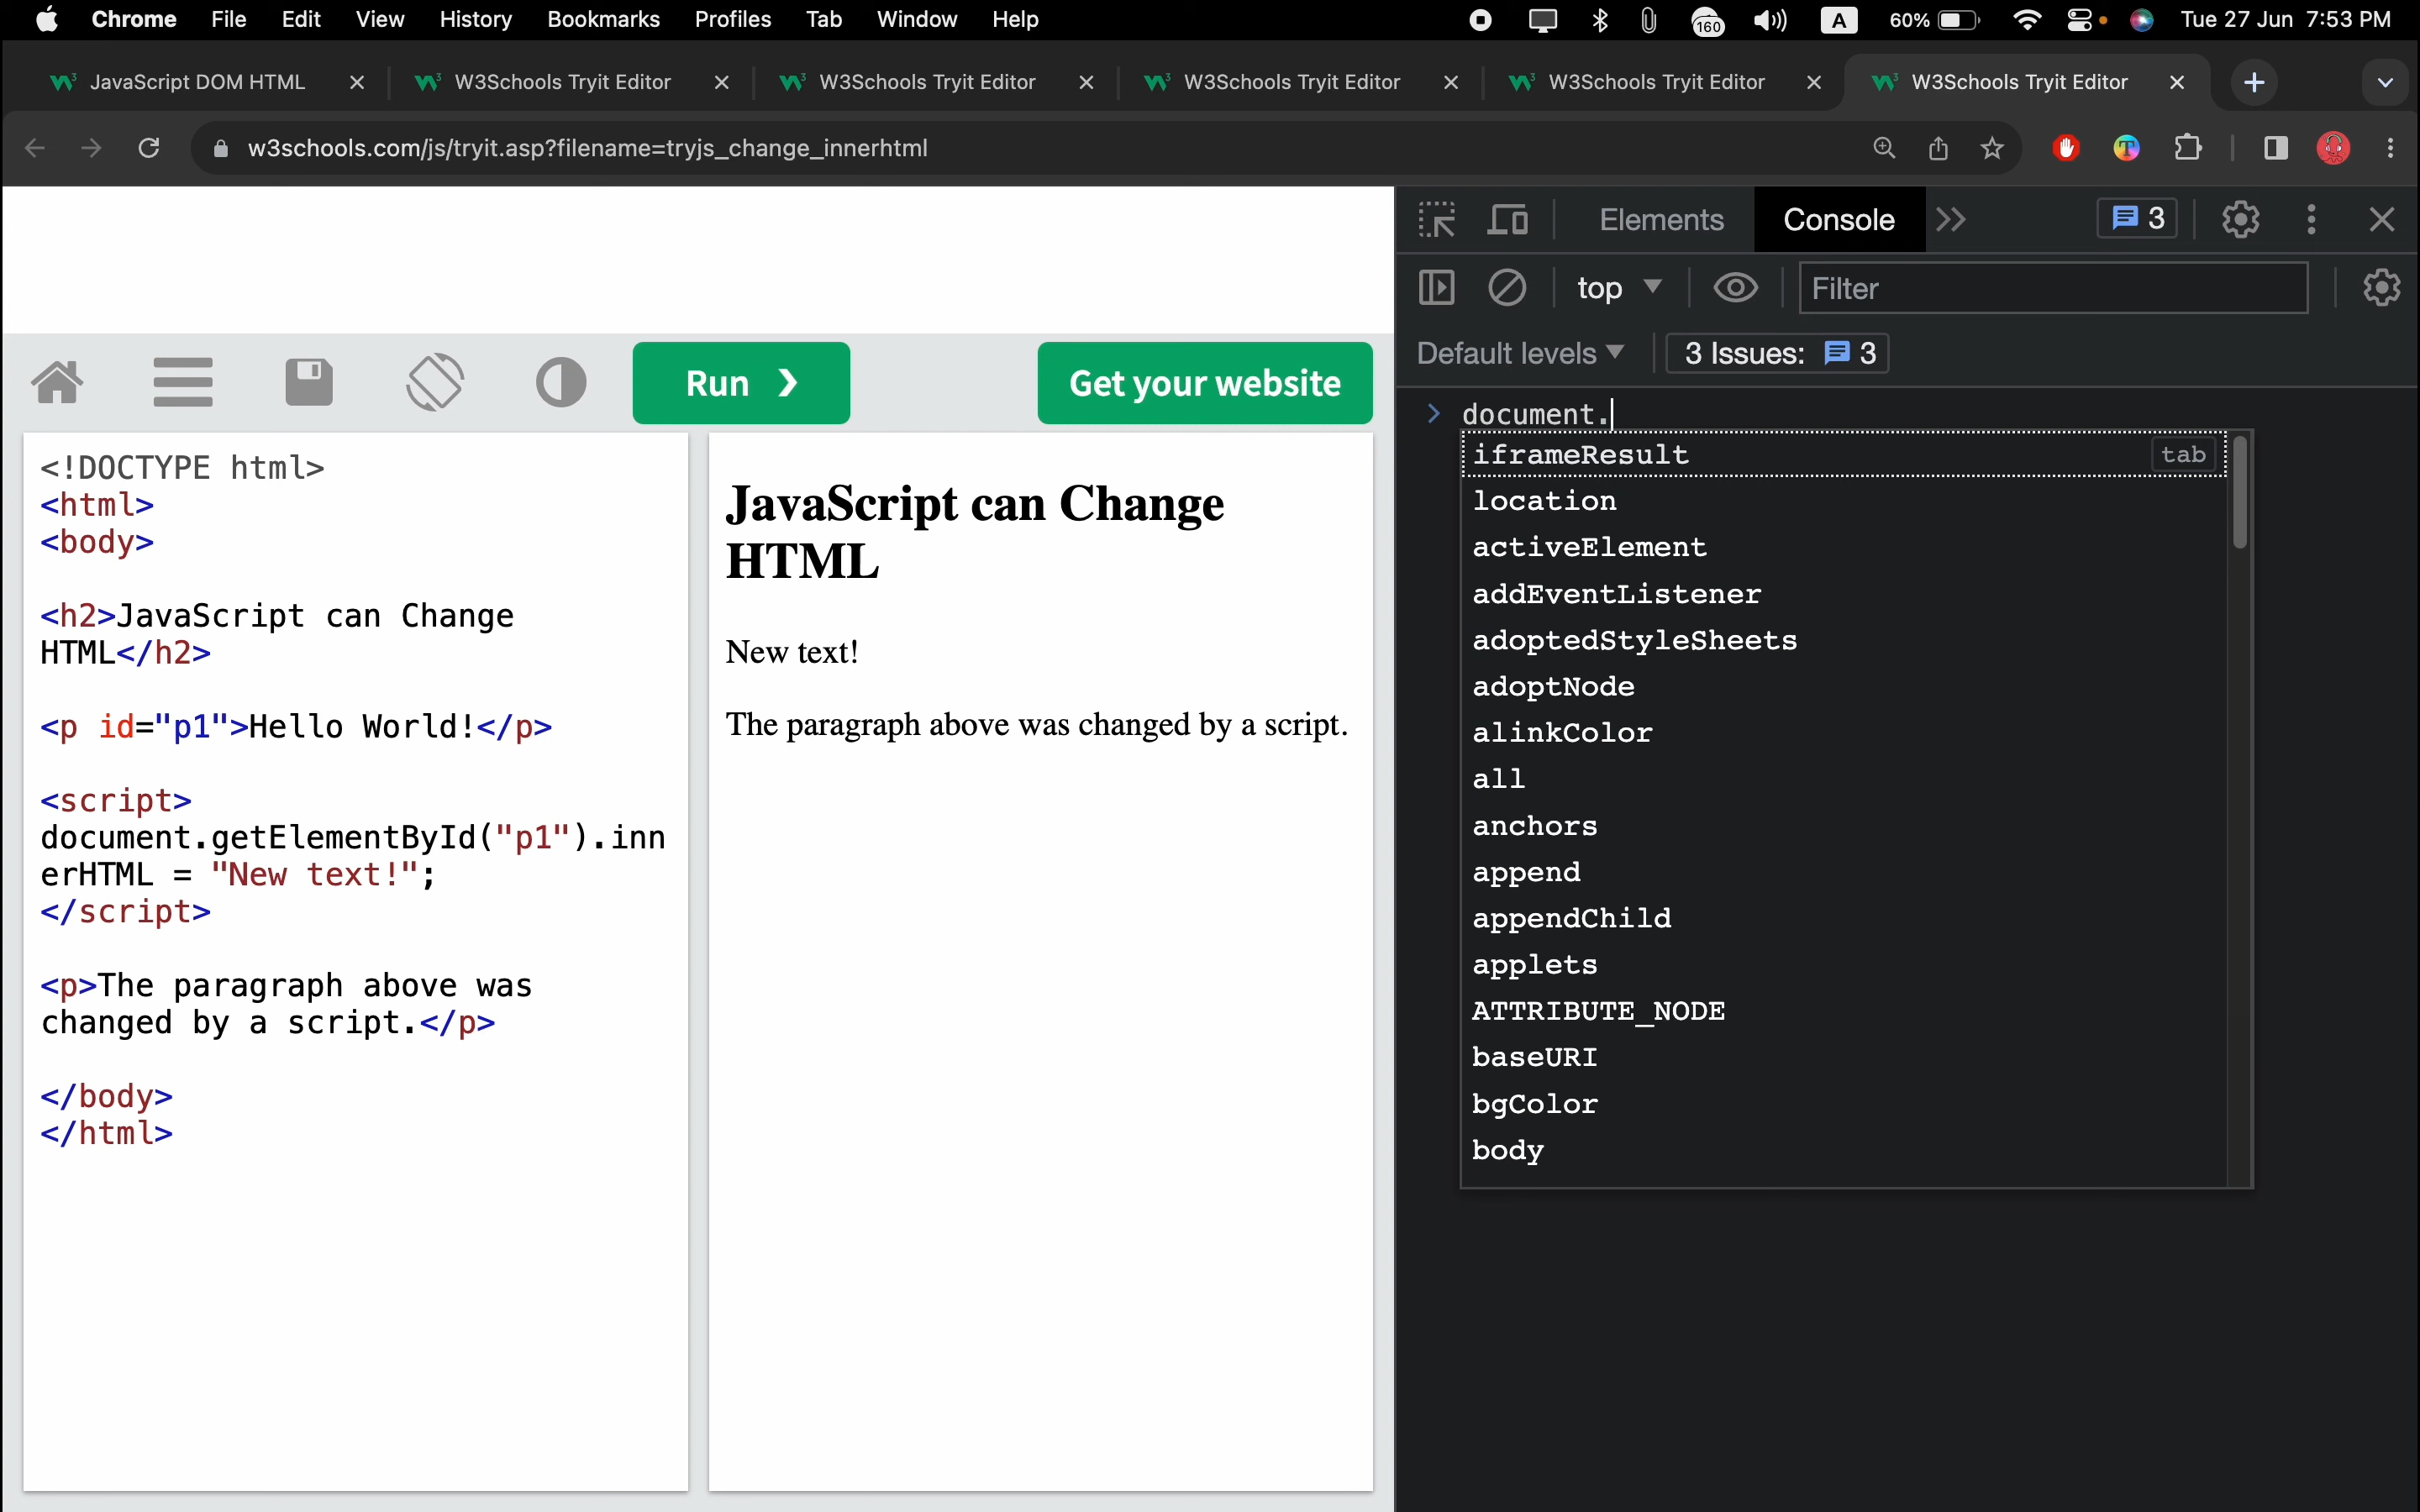 Chrome File Edit View History Bookmarks Profiles Tab Window Help 160 A 60% Tue 27 Jun 7:53 PM
JavaScript DOM HTML W3Schools Tryit Editor W3Schools Tryit Editor W3Schools Tryit Editor W3Schools Tryit Editor W3Schools Tryit Editor
w3schools.com/js/tryit.asp?filename=tryjs_change_innerhtml
Run ❯ Get your website
<!DOCTYPE html>
<html>
<body>
<h2>JavaScript can Change
HTML</h2>
<p id="p1">Hello World!</p>
<script>
document.getElementById("p1").inn
erHTML = "New text!";
</script>
<p>The paragraph above was
changed by a script.</p>
</body>
</html>
JavaScript can Change
HTML
New text!
The paragraph above was changed by a script.
Elements Console 3
top Filter
Default levels 3 Issues: 3
> document.
iframeResult tab
location
activeElement
addEventListener
adoptedStyleSheets
adoptNode
alinkColor
all
anchors
append
appendChild
applets
ATTRIBUTE_NODE
baseURI
bgColor
body